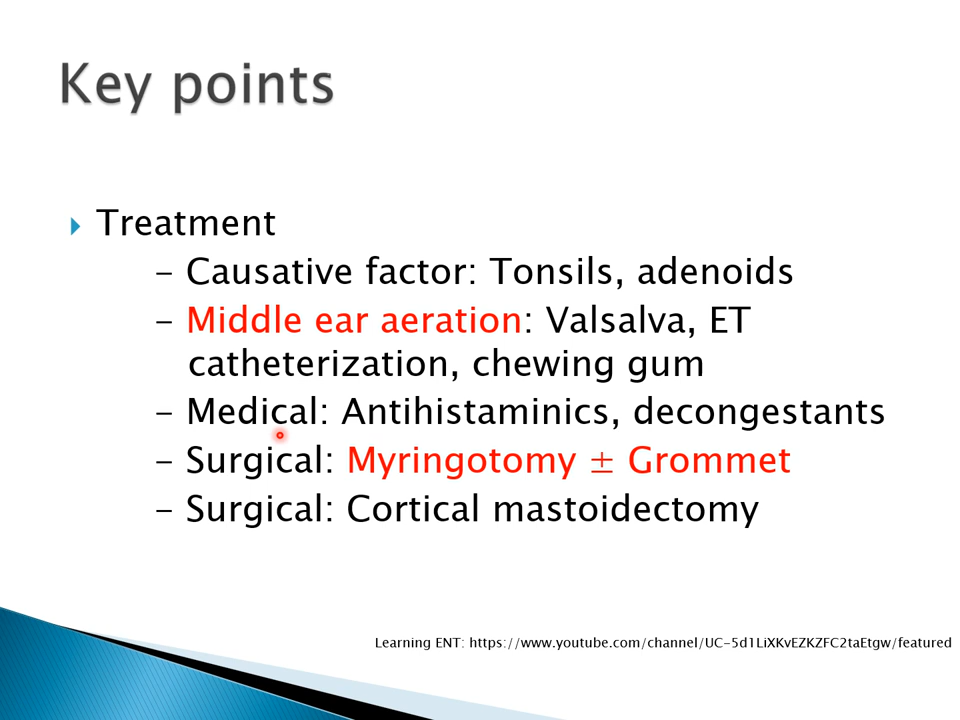 Key points
Treatment
- Causative factor: Tonsils, adenoids
- Middle ear aeration: Valsalva, ET
catheterization, chewing gum
- Medical: Antihistaminics, decongestants
- Surgical: Myringotomy ± Grommet
- Surgical: Cortical mastoidectomy
Learning ENT: https://www.youtube.com/channel/UC-5d1LiXKvEZKZFC2taEtgw/featured